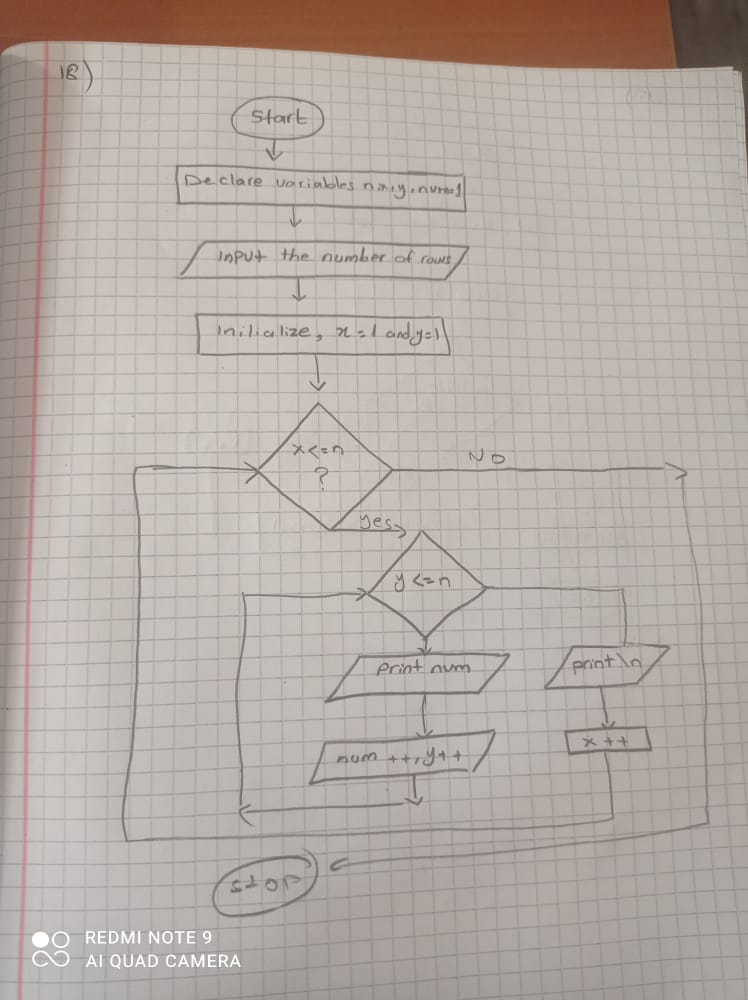 18)
Start
Declare variables n,x,y,num=1
Input the number of rows
Initialize, x=1 and y=1
x<=n
?
NO
yes
y<=n
print num
print \n
num ++, y++
x++
stop
REDMI NOTE 9
AI QUAD CAMERA